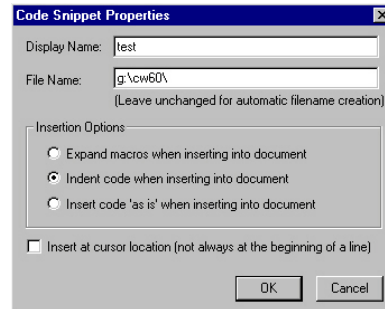 Code Snippet Properties
Display Name: test
File Name: g:\cw60\
(Leave unchanged for automatic filename creation)
Insertion Options
Expand macros when inserting into document
Indent code when inserting into document
Insert code 'as is' when inserting into document
Insert at cursor location (not always at the beginning of a line)
OK Cancel